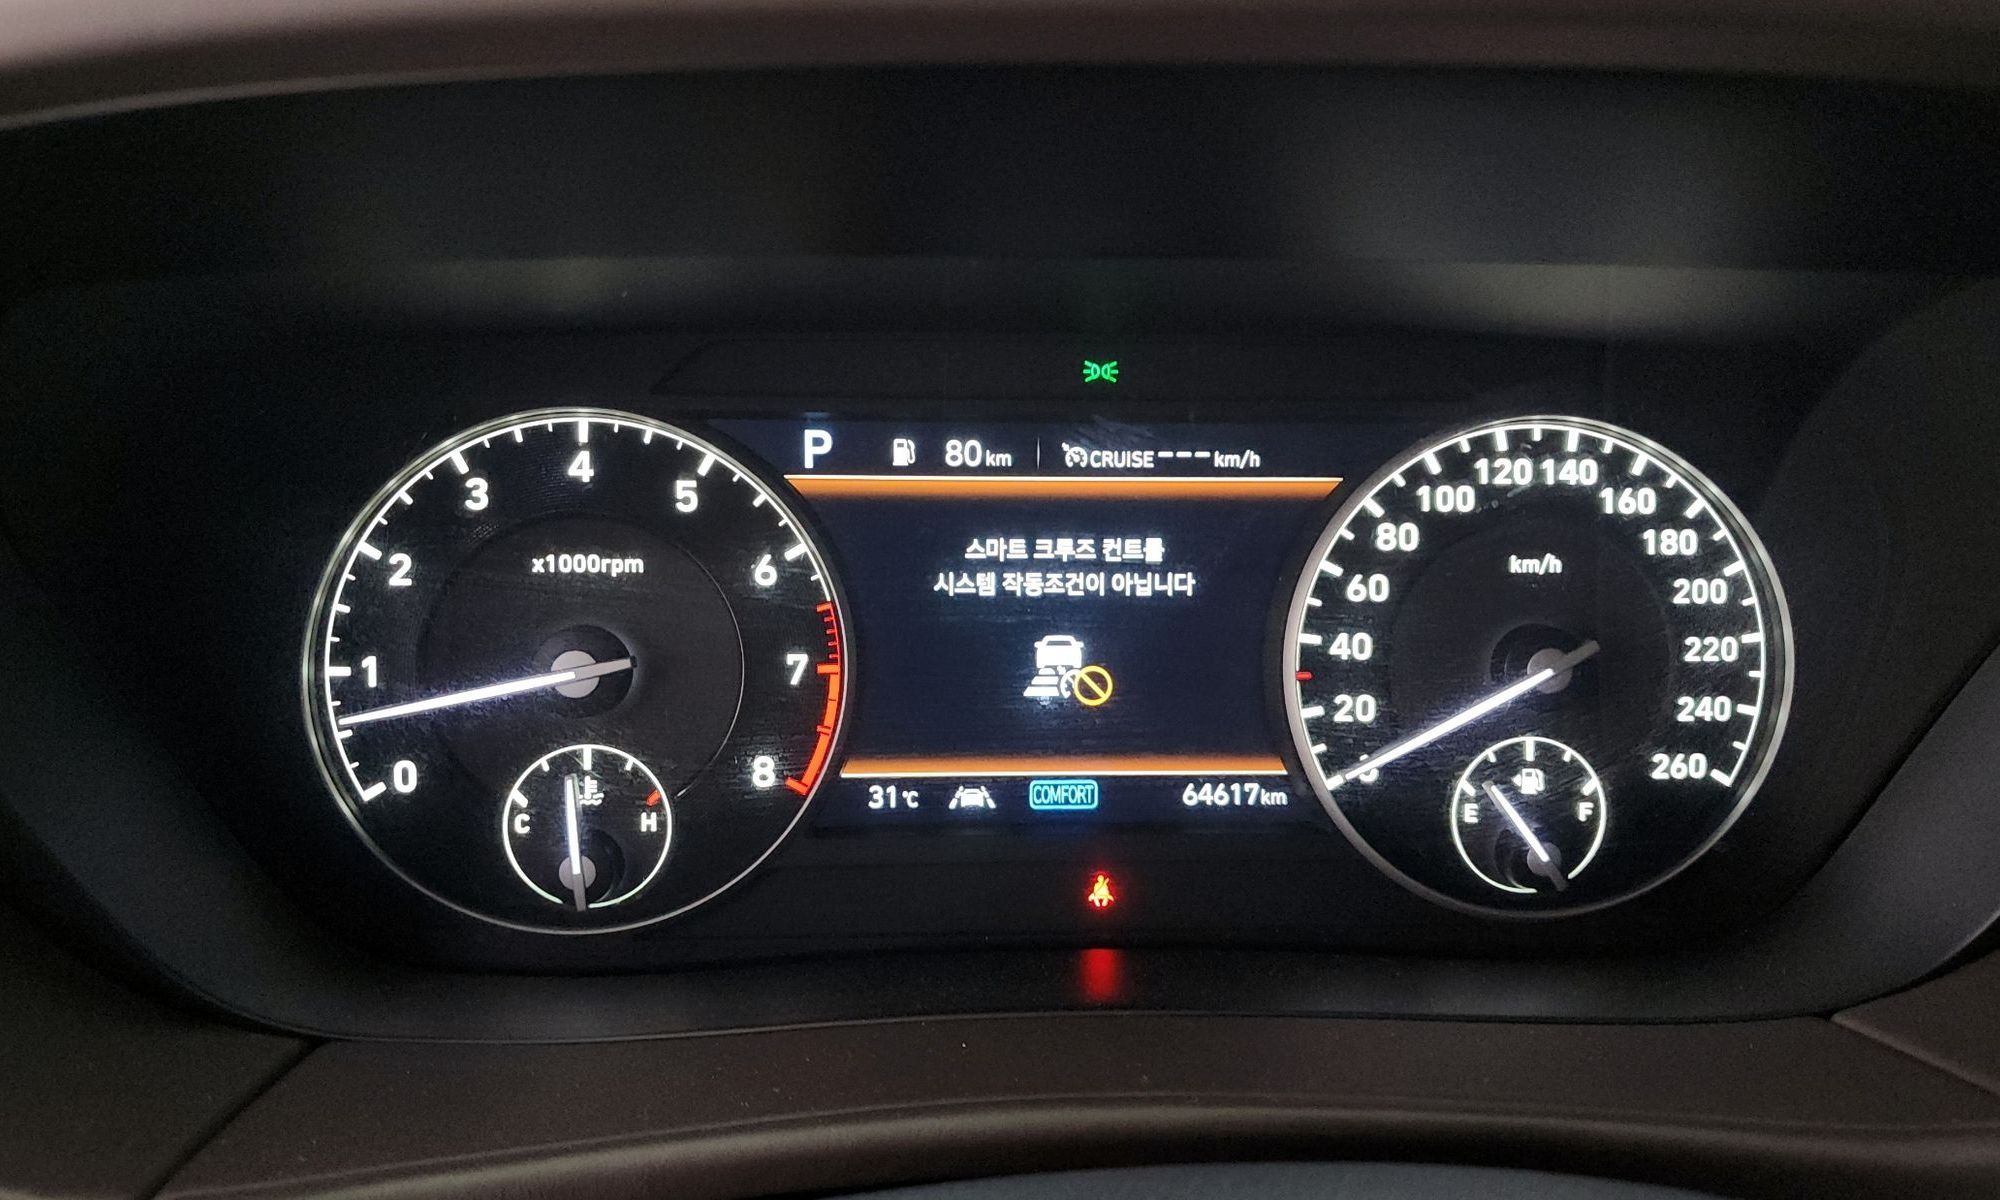 P 80km CRUISE---km/h
스마트 크루즈 컨트롤
시스템 작동조건이 아닙니다
31℃ COMFORT 64617km
0 1 2 3 4 5 6 7 8
x1000rpm
C H
20 40 60 80 100 120 140 160 180 200 220 240 260
km/h
E F